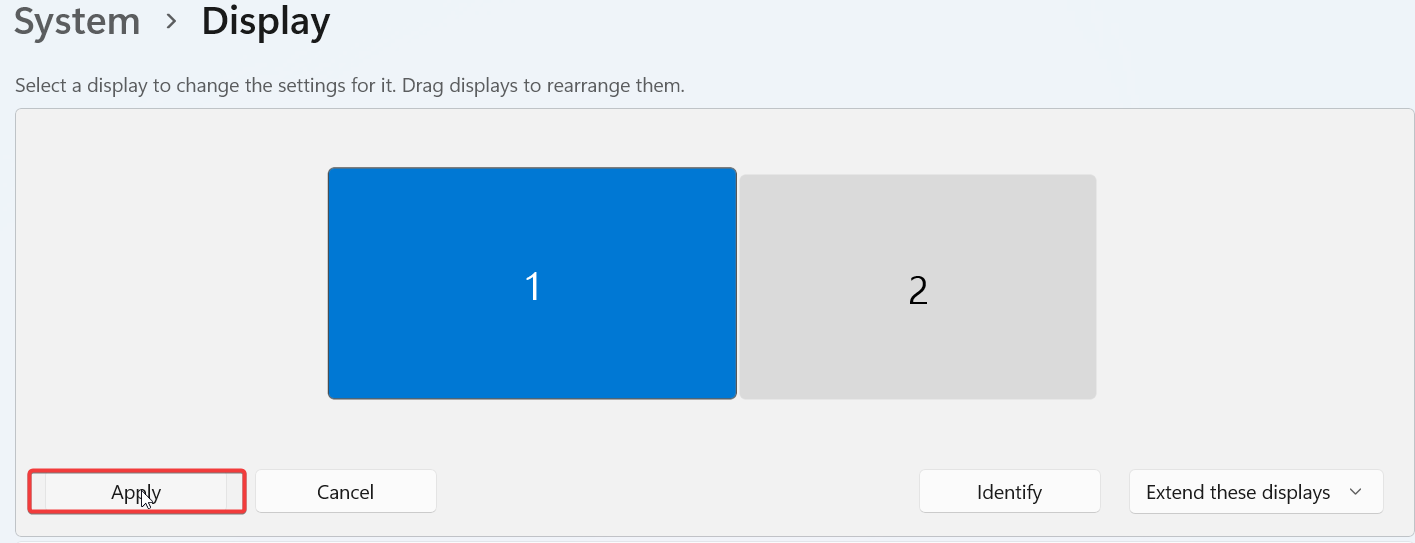 System > Display
Select a display to change the settings for it. Drag displays to rearrange them.
1
2
Apply
Cancel
Identify
Extend these displays